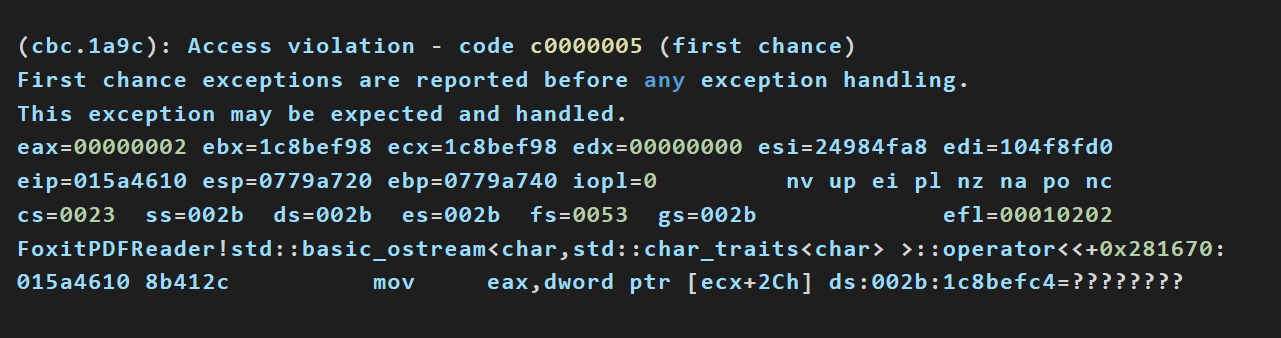 (cbc.1a9c): Access violation - code c0000005 (first chance)
First chance exceptions are reported before any exception handling.
This exception may be expected and handled.
eax=00000002 ebx=1c8bef98 ecx=1c8bef98 edx=00000000 esi=24984fa8 edi=104f8fd0
eip=015a4610 esp=0779a720 ebp=0779a740 iopl=0         nv up ei pl nz na po nc
cs=0023  ss=002b  ds=002b  es=002b  fs=0053  gs=002b             efl=00010202
FoxitPDFReader!std::basic_ostream<char,std::char_traits<char> >::operator<<+0x281670:
015a4610 8b412c          mov     eax,dword ptr [ecx+2Ch] ds:002b:1c8befc4=????????